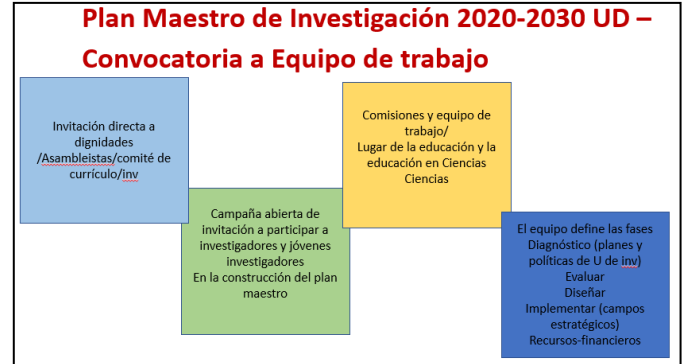 Plan Maestro de Investigación 2020-2030 UD –
Convocatoria a Equipo de trabajo
Invitación directa a
dignidades
/Asambleistas/comité de
currículo/inv
Campaña abierta de
invitación a participar a
investigadores y jóvenes
investigadores
En la construcción del plan
maestro
Comisiones y equipo de
trabajo/
Lugar de la educación y la
educación en Ciencias
Ciencias
El equipo define las fases
Diagnóstico (planes y
políticas de U de inv)
Evaluar
Diseñar
Implementar (campos
estratégicos)
Recursos-financieros